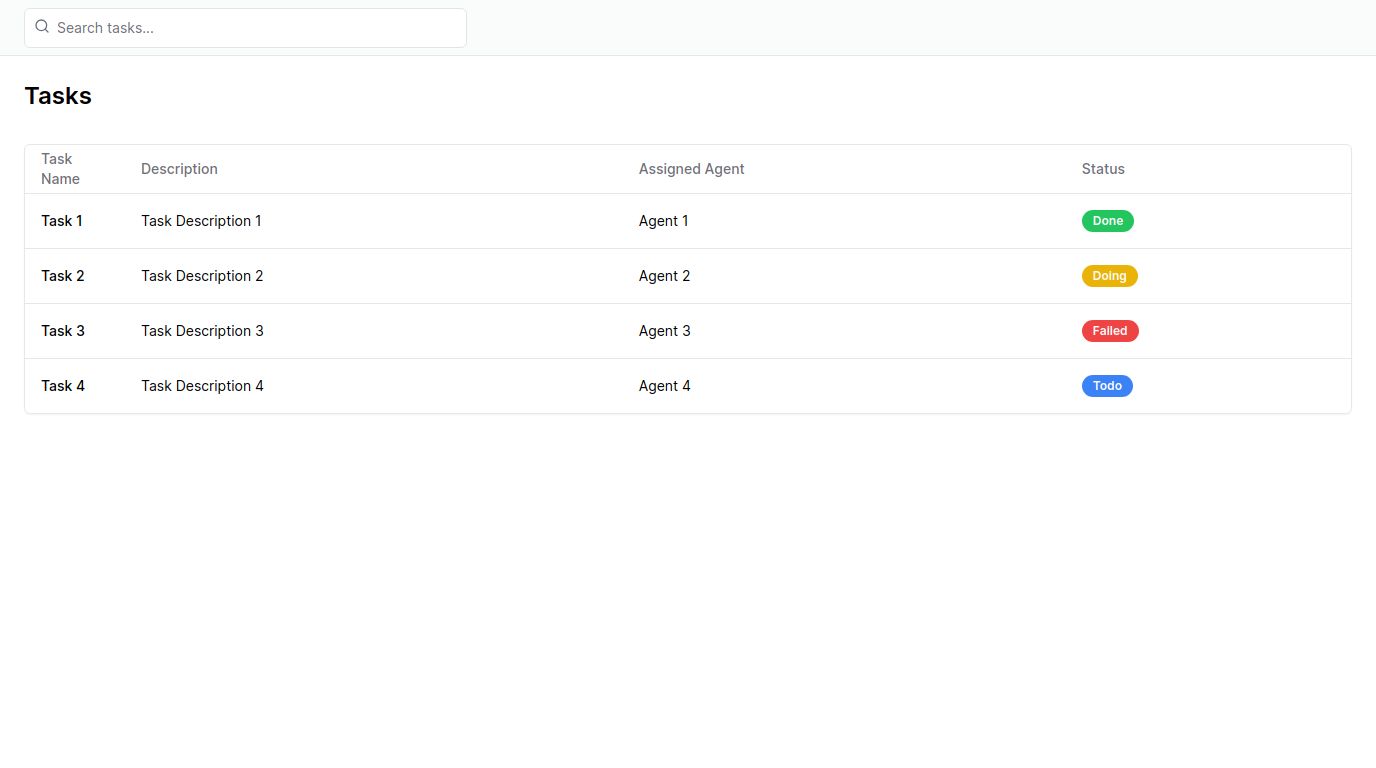 Search tasks...
Tasks
Task Name Description Assigned Agent Status
Task 1 Task Description 1 Agent 1 Done
Task 2 Task Description 2 Agent 2 Doing
Task 3 Task Description 3 Agent 3 Failed
Task 4 Task Description 4 Agent 4 Todo